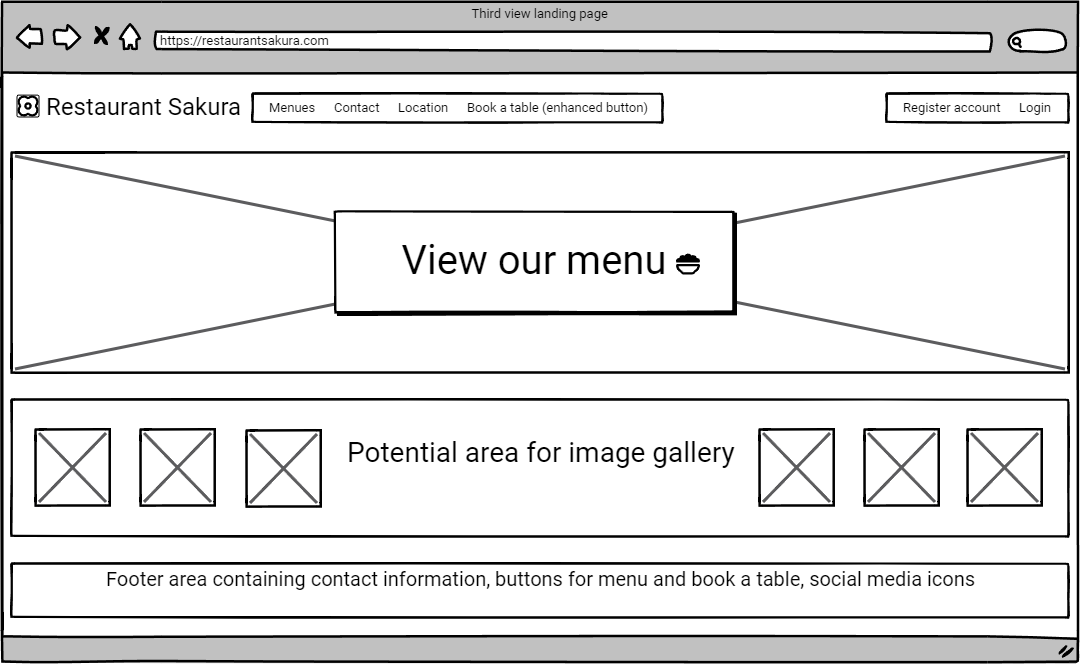 Third view landing page
https://restaurantsakura.com
Restaurant Sakura
Menues Contact Location Book a table (enhanced button)
Register account Login
View our menu
Potential area for image gallery
Footer area containing contact information, buttons for menu and book a table, social media icons